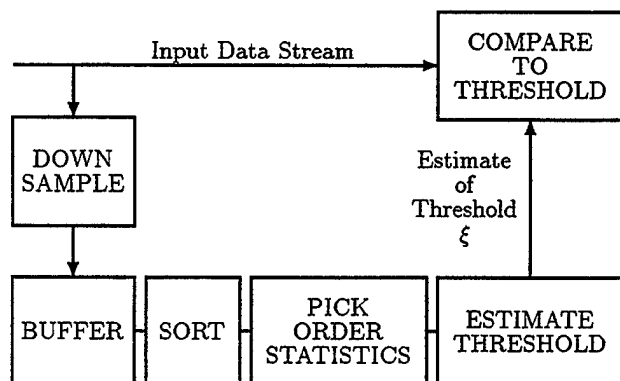 Input Data Stream
COMPARE
TO
THRESHOLD
DOWN
SAMPLE
Estimate
of
Threshold
ξ
BUFFER
SORT
PICK
ORDER
STATISTICS
ESTIMATE
THRESHOLD